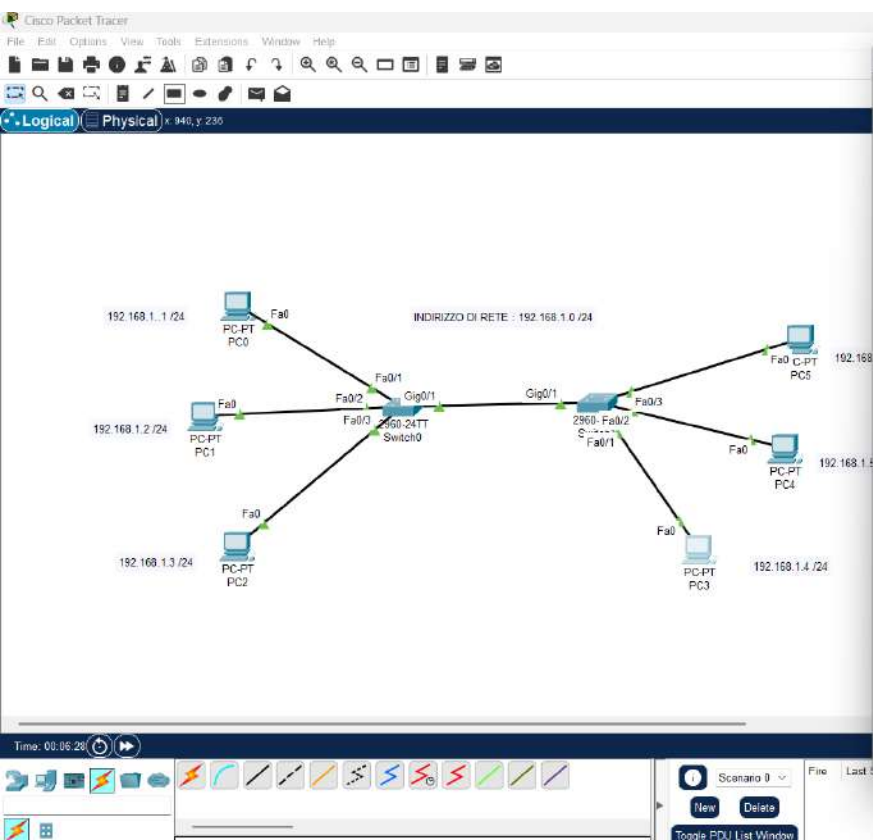 Cisco Packet Tracer
File Edit Options View Tools Extensions Window Help
Logical Physical x: 940, y: 236
192.168.1..1 /24
Fa0
INDIRIZZO DI RETE : 192.168.1.0 /24
PC-PT
PC0
Fa0 C-PT
PC5
192.168
Fa0/1
Fa0/2
Gig0/1
Gig0/1
Fa0/3
Fa0
192.168.1.2 /24
PC-PT
PC1
Fa0/3
2960-24TT
Switch0
2960- Fa0/2
Fa0/1
Fa0
PC-PT
PC4
192.168.1.5
Fa0
Fa0
192.168.1.3 /24
PC-PT
PC2
PC-PT
PC3
192.168.1.4 /24
Time: 00:06:28
Scenario 0
Fire Last
New Delete
Toggle PDU List Window